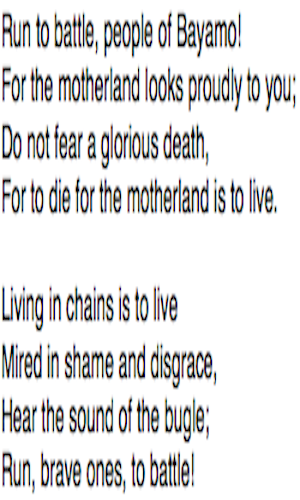 Run to battle, people of Bayamo!
For the motherland looks proudly to you;
Do not fear a glorious death,
For to die for the motherland is to live.
Living in chains is to live
Mired in shame and disgrace,
Hear the sound of the bugle;
Run, brave ones, to battle!